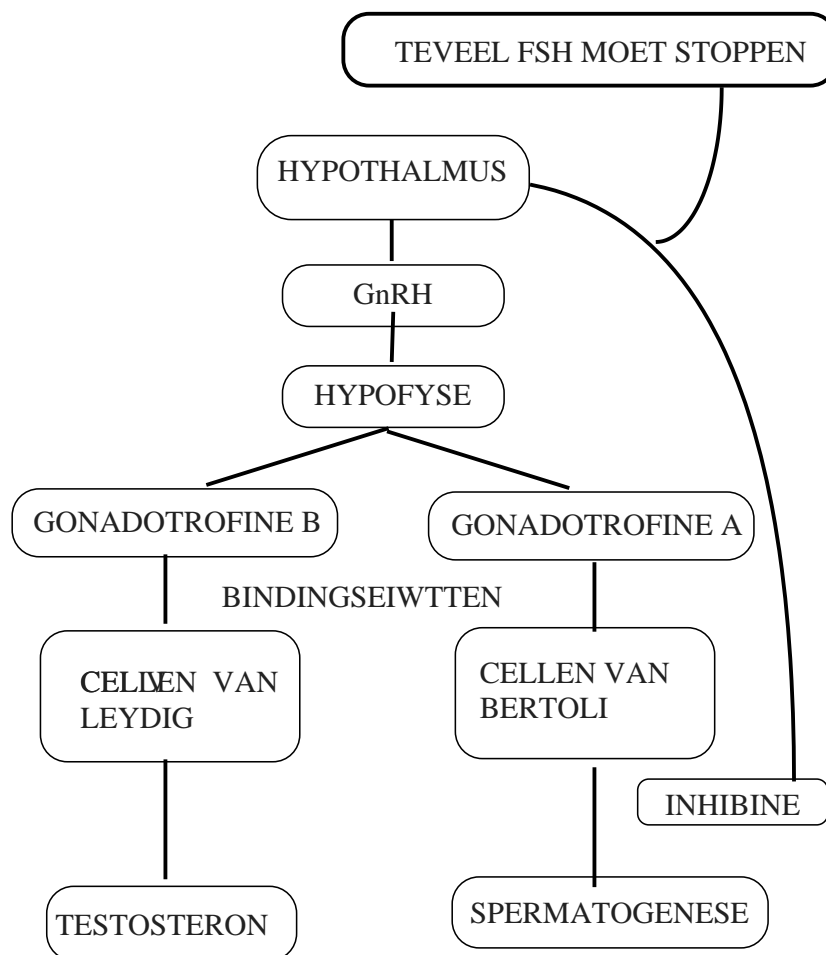 TEVEEL FSH MOET STOPPEN
HYPOTHALMUS
GnRH
HYPOFYSE
GONADOTROFINE B
GONADOTROFINE A
BINDINGSEIWTTEN
CELLEN VAN
LEYDIG
CELLEN VAN
BERTOLI
INHIBINE
TESTOSTERON
SPERMATOGENESE